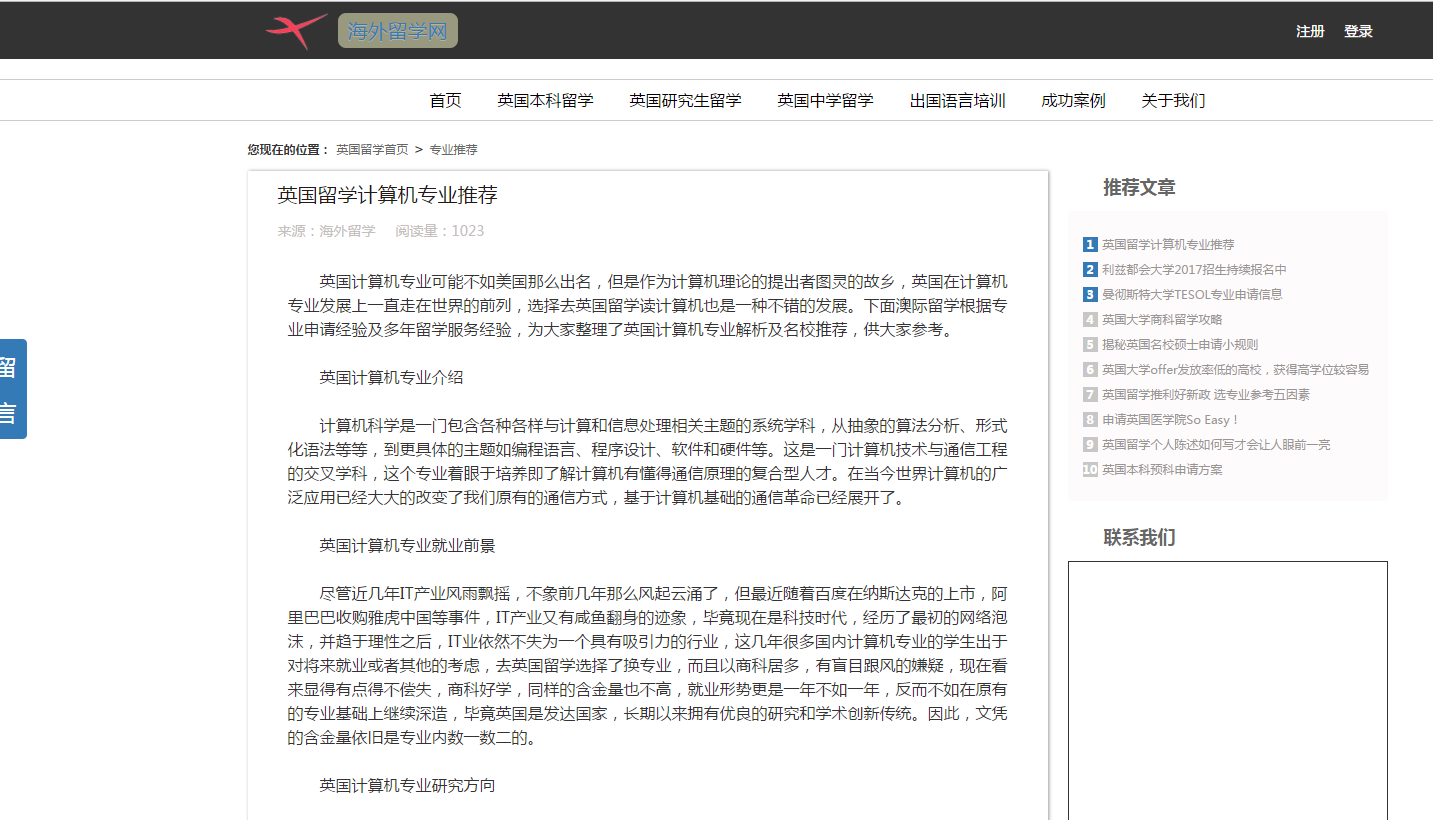 海外留学网
注册 登录
首页 英国本科留学 英国研究生留学 英国中学留学 出国语言培训 成功案例 关于我们
您现在的位置： 英国留学首页 > 专业推荐
英国留学计算机专业推荐
来源：海外留学 阅读量：1023
英国计算机专业可能不如美国那么出名，但是作为计算机理论的提出者图灵的故乡，英国在计算机
专业发展上一直走在世界的前列，选择去英国留学读计算机也是一种不错的发展。下面澳际留学根据专
业申请经验及多年留学服务经验，为大家整理了英国计算机专业解析及名校推荐，供大家参考。
英国计算机专业介绍
计算机科学是一门包含各种各样与计算和信息处理相关主题的系统学科，从抽象的算法分析、形式
化语法等等，到更具体的主题如编程语言、程序设计、软件和硬件等。这是一门计算机技术与通信工程
的交叉学科，这个专业着眼于培养即了解计算机有懂得通信原理的复合型人才。在当今世界计算机的广
泛应用已经大大的改变了我们原有的通信方式，基于计算机基础的通信革命已经展开了。
英国计算机专业就业前景
尽管近几年IT产业风雨飘摇，不象前几年那么风起云涌了，但最近随着百度在纳斯达克的上市，阿
里巴巴收购雅虎中国等事件，IT产业又有咸鱼翻身的迹象，毕竟现在是科技时代，经历了最初的网络泡
沫，并趋于理性之后，IT业依然不失为一个具有吸引力的行业，这几年很多国内计算机专业的学生出于
对将来就业或者其他的考虑，去英国留学选择了换专业，而且以商科居多，有盲目跟风的嫌疑，现在看
来显得有点得不偿失，商科好学，同样的含金量也不高，就业形势更是一年不如一年，反而不如在原有
的专业基础上继续深造，毕竟英国是发达国家，长期以来拥有优良的研究和学术创新传统。因此，文凭
的含金量依旧是专业内数一数二的。
英国计算机专业研究方向
推荐文章
1 英国留学计算机专业推荐
2 利兹都会大学2017招生持续报名中
3 曼彻斯特大学TESOL专业申请信息
4 英国大学商科留学攻略
5 揭秘英国名校硕士申请小规则
6 英国大学offer发放率低的高校，获得高学位较容易
7 英国留学推利好新政 选专业参考五因素
8 申请英国医学院So Easy！
9 英国留学个人陈述如何写才会让人眼前一亮
10 英国本科预科申请方案
联系我们
留
言